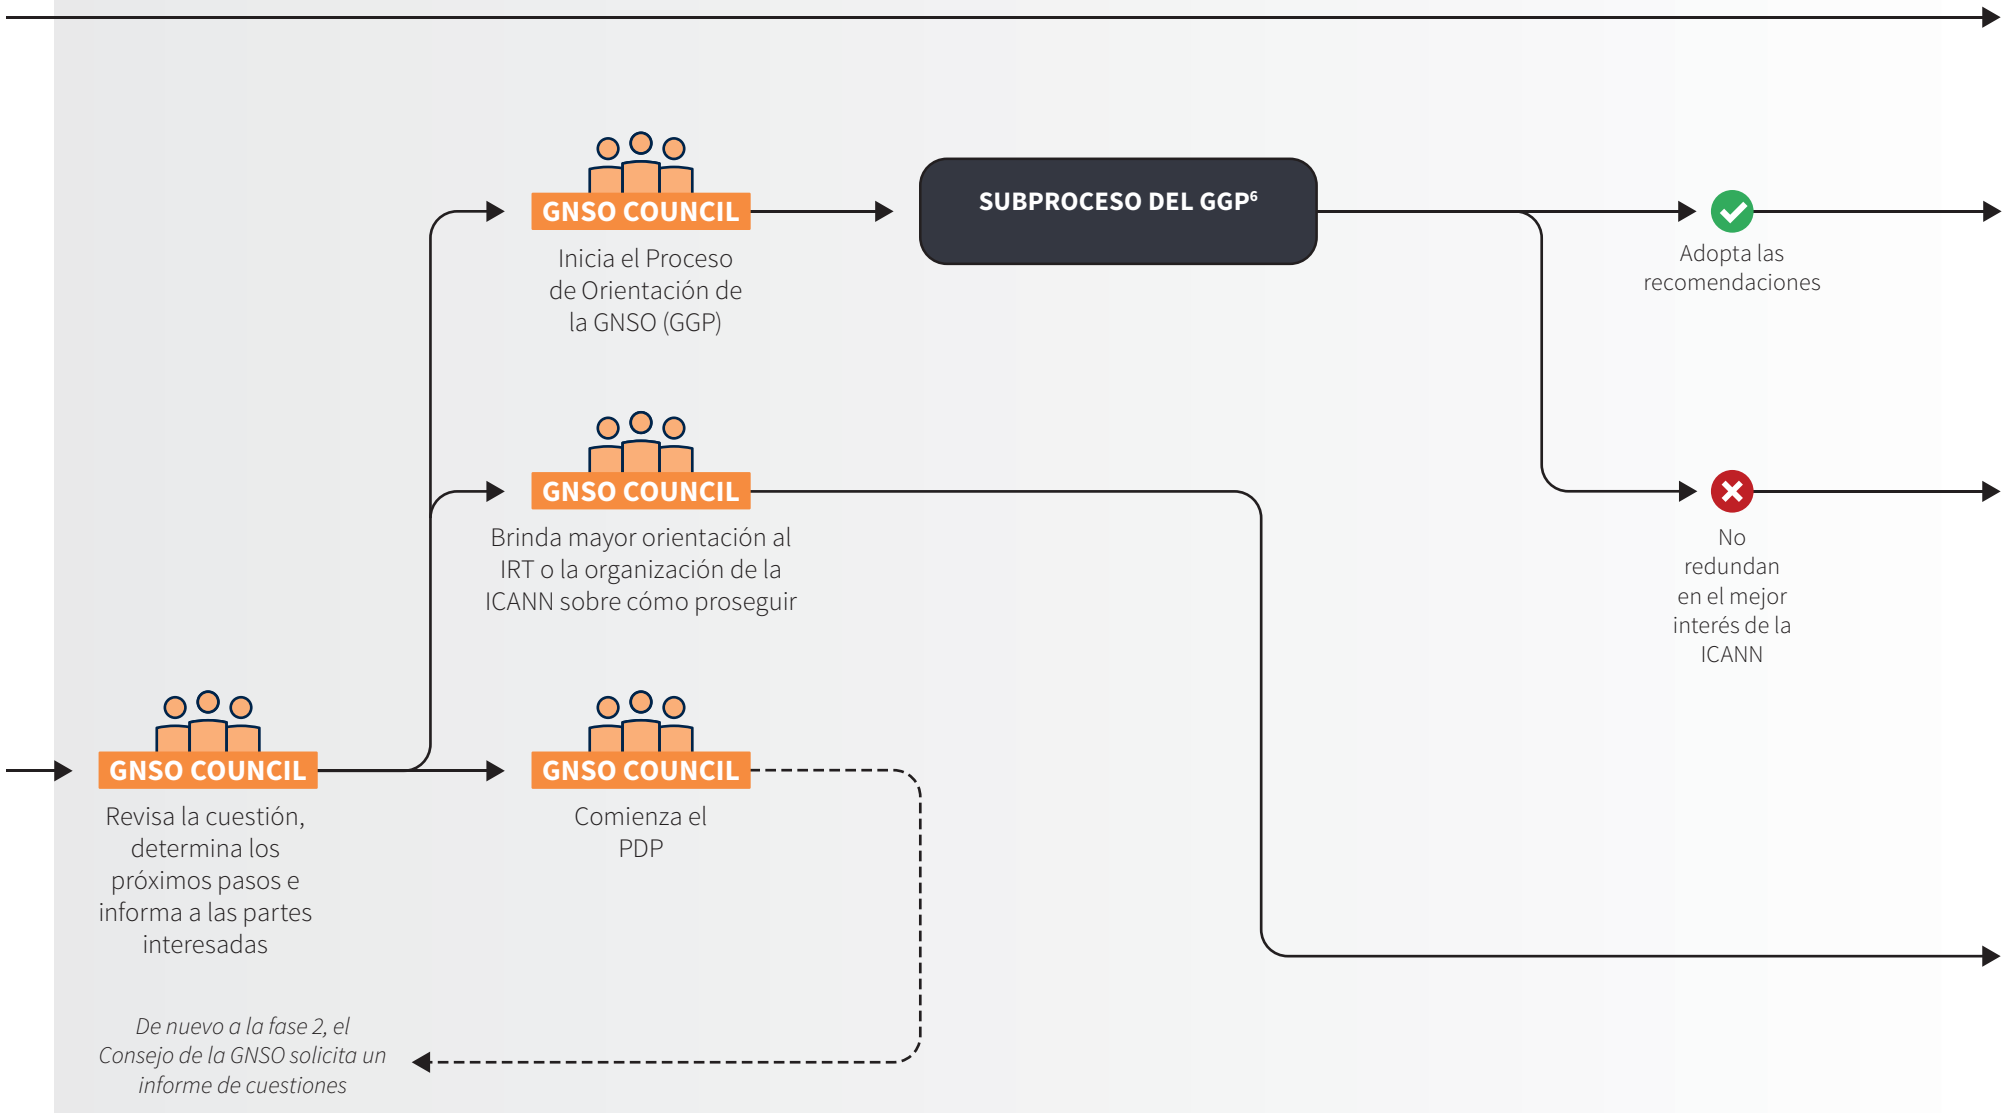 GNSO COUNCIL
Inicia el Proceso
de Orientación de
la GNSO (GGP)
SUBPROCESO DEL GGP⁶
Adopta las
recomendaciones
GNSO COUNCIL
Brinda mayor orientación al
IRT o la organización de la
ICANN sobre cómo proseguir
No
redundan
en el mejor
interés de la
ICANN
GNSO COUNCIL
Revisa la cuestión,
determina los
próximos pasos e
informa a las partes
interesadas
GNSO COUNCIL
Comienza el
PDP
De nuevo a la fase 2, el
Consejo de la GNSO solicita un
informe de cuestiones